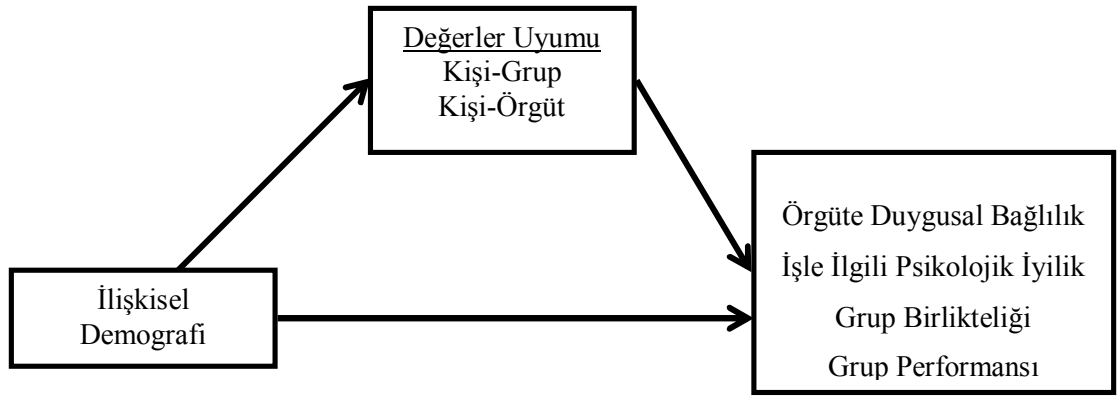 Değerler Uyumu
Kişi-Grup
Kişi-Örgüt
Örgüte Duygusal Bağlılık
İşle İlgili Psikolojik İyilik
Grup Birlikteliği
Grup Performansı
İlişkisel
Demografi